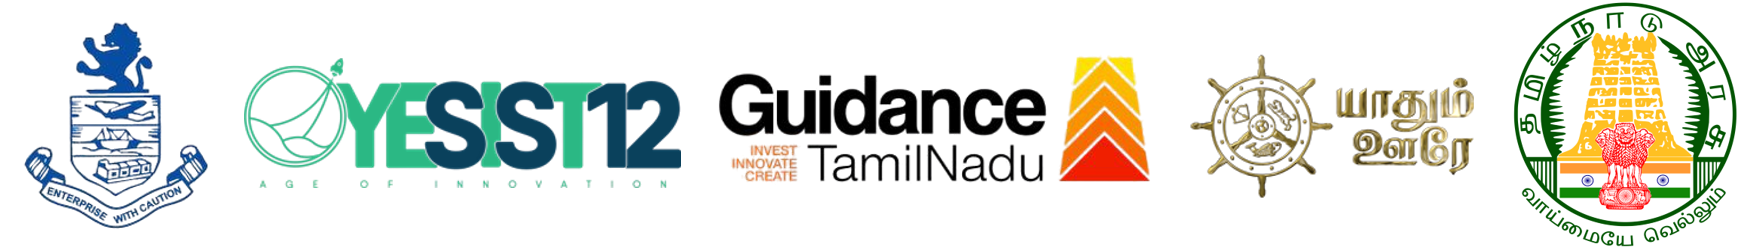 ENTERPRISE WITH CAUTION
YESIST12
AGE OF INNOVATION
Guidance
INVEST
INNOVATE
CREATE
TamilNadu
யாதும்
ஊரே
தமிழ்நாடு அரசு
வாய்மையே வெல்லும்